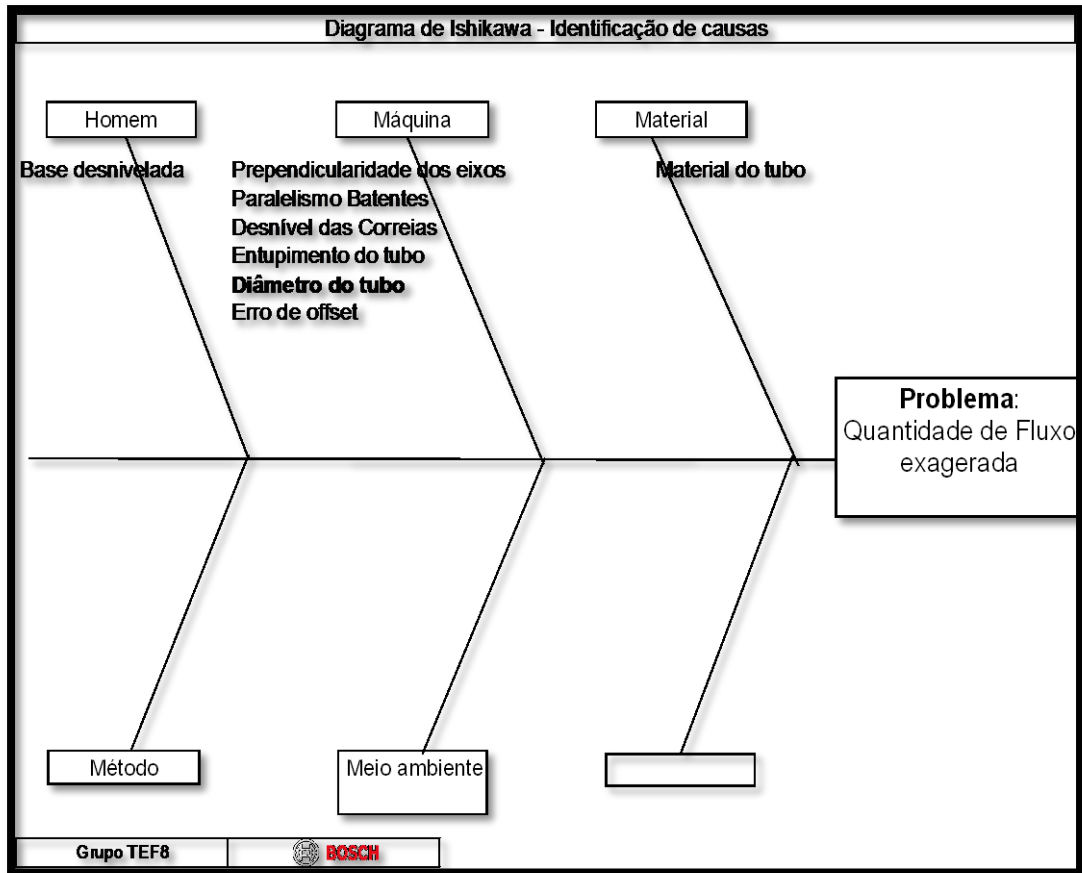 Diagrama de Ishikawa - Identificação de causas
Homem
Máquina
Material
Base desnivelada
Prependicularidade dos eixos
Paralelismo Batentes
Desnível das Correias
Entupimento do tubo
Diâmetro do tubo
Erro de offset
Material do tubo
Problema:
Quantidade de Fluxo
exagerada
Método
Meio ambiente
Grupo TEF8
BOSCH